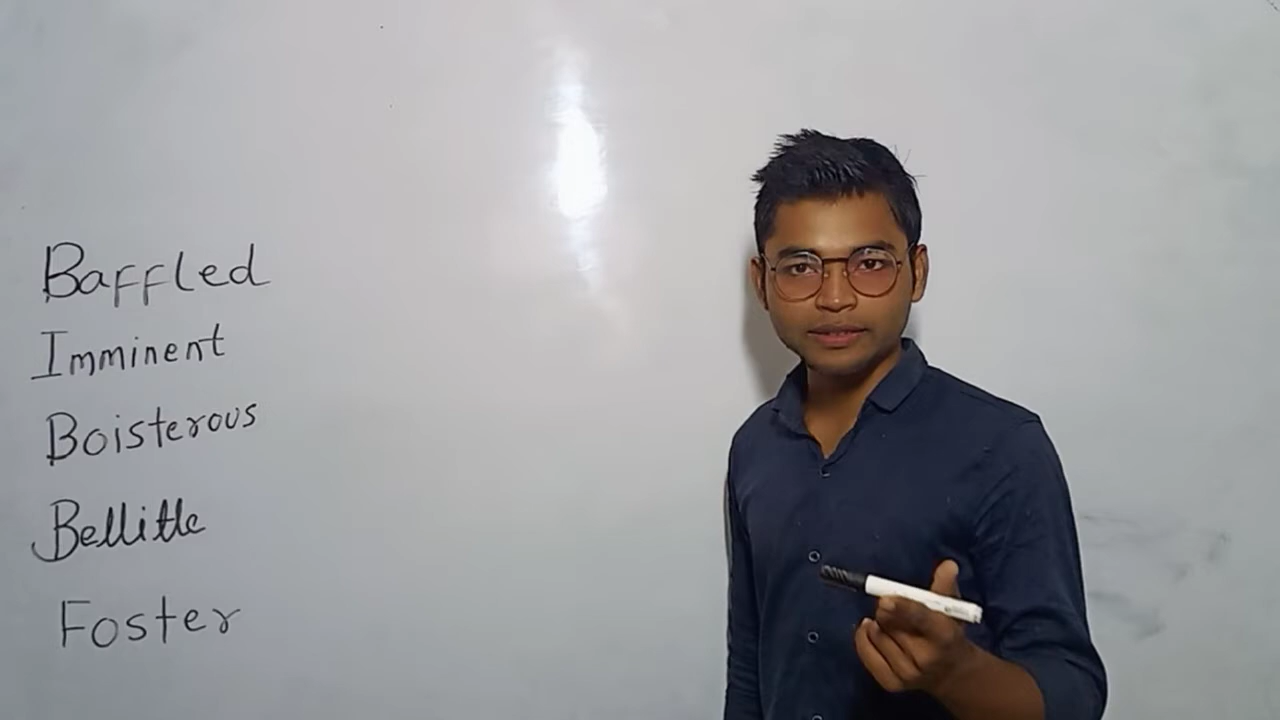 Baffled
Imminent
Boisterous
Bellitle
Foster